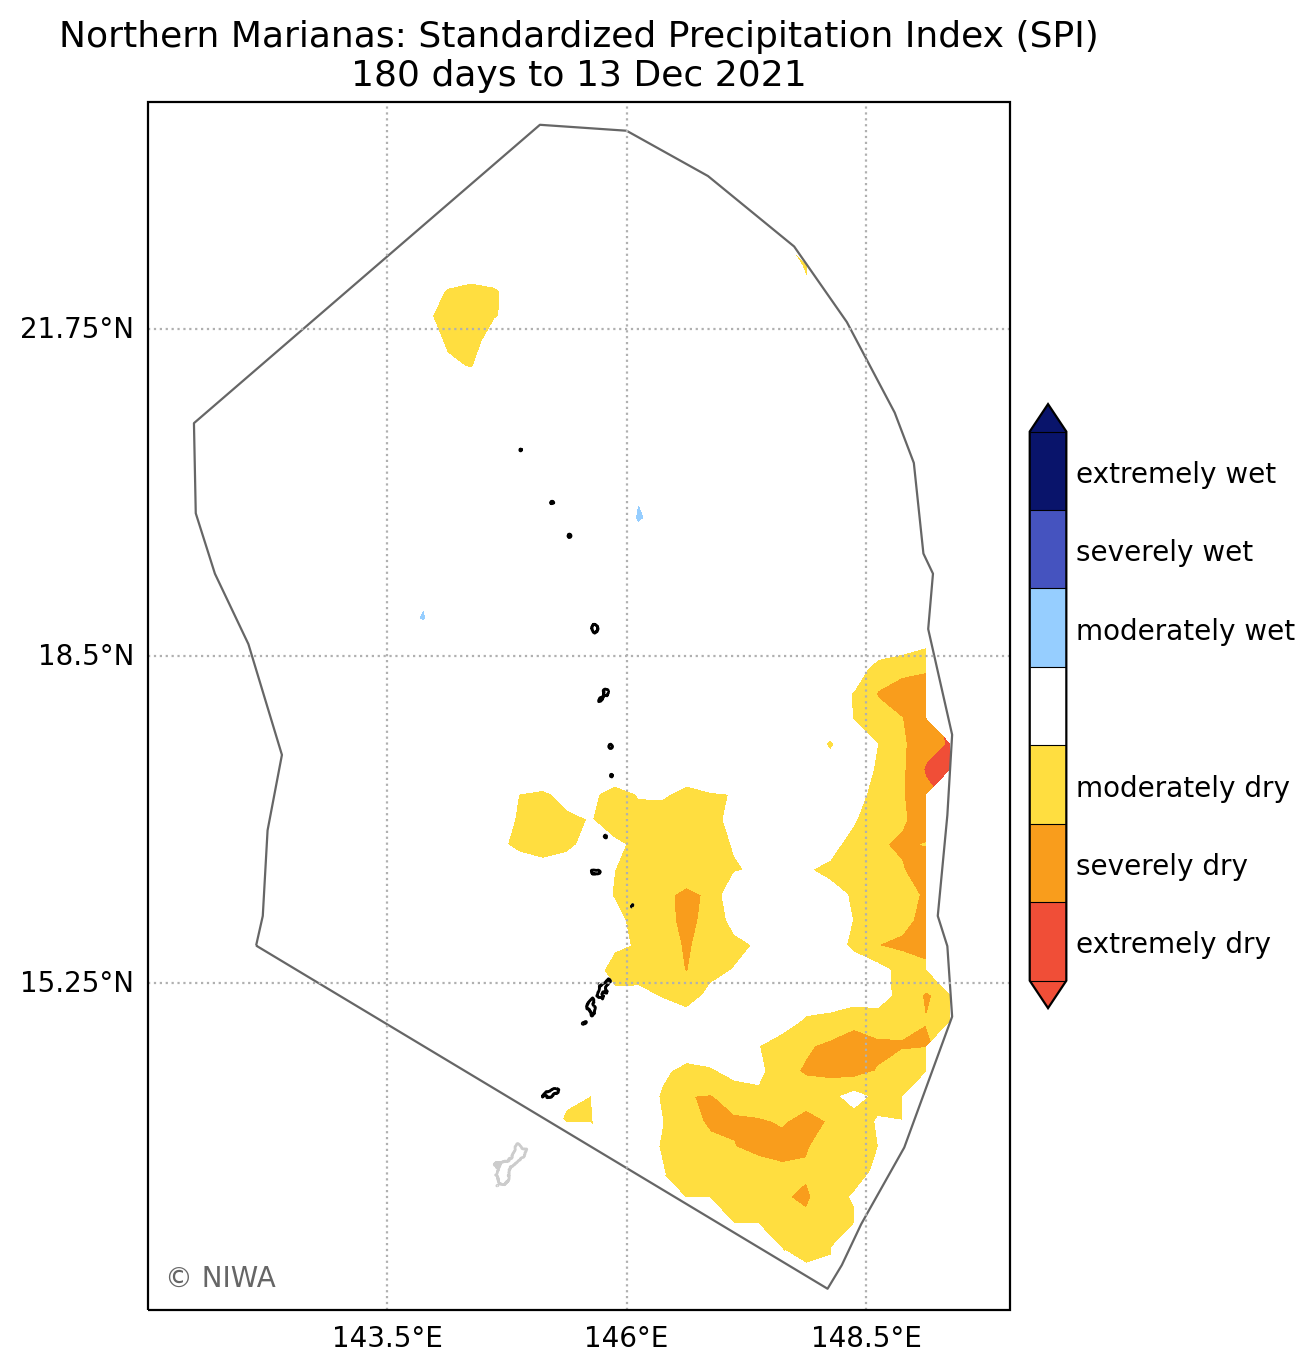 Northern Marianas: Standardized Precipitation Index (SPI)
180 days to 13 Dec 2021
21.75°N
18.5°N
15.25°N
143.5°E
146°E
148.5°E
extremely wet
severely wet
moderately wet
moderately dry
severely dry
extremely dry
© NIWA